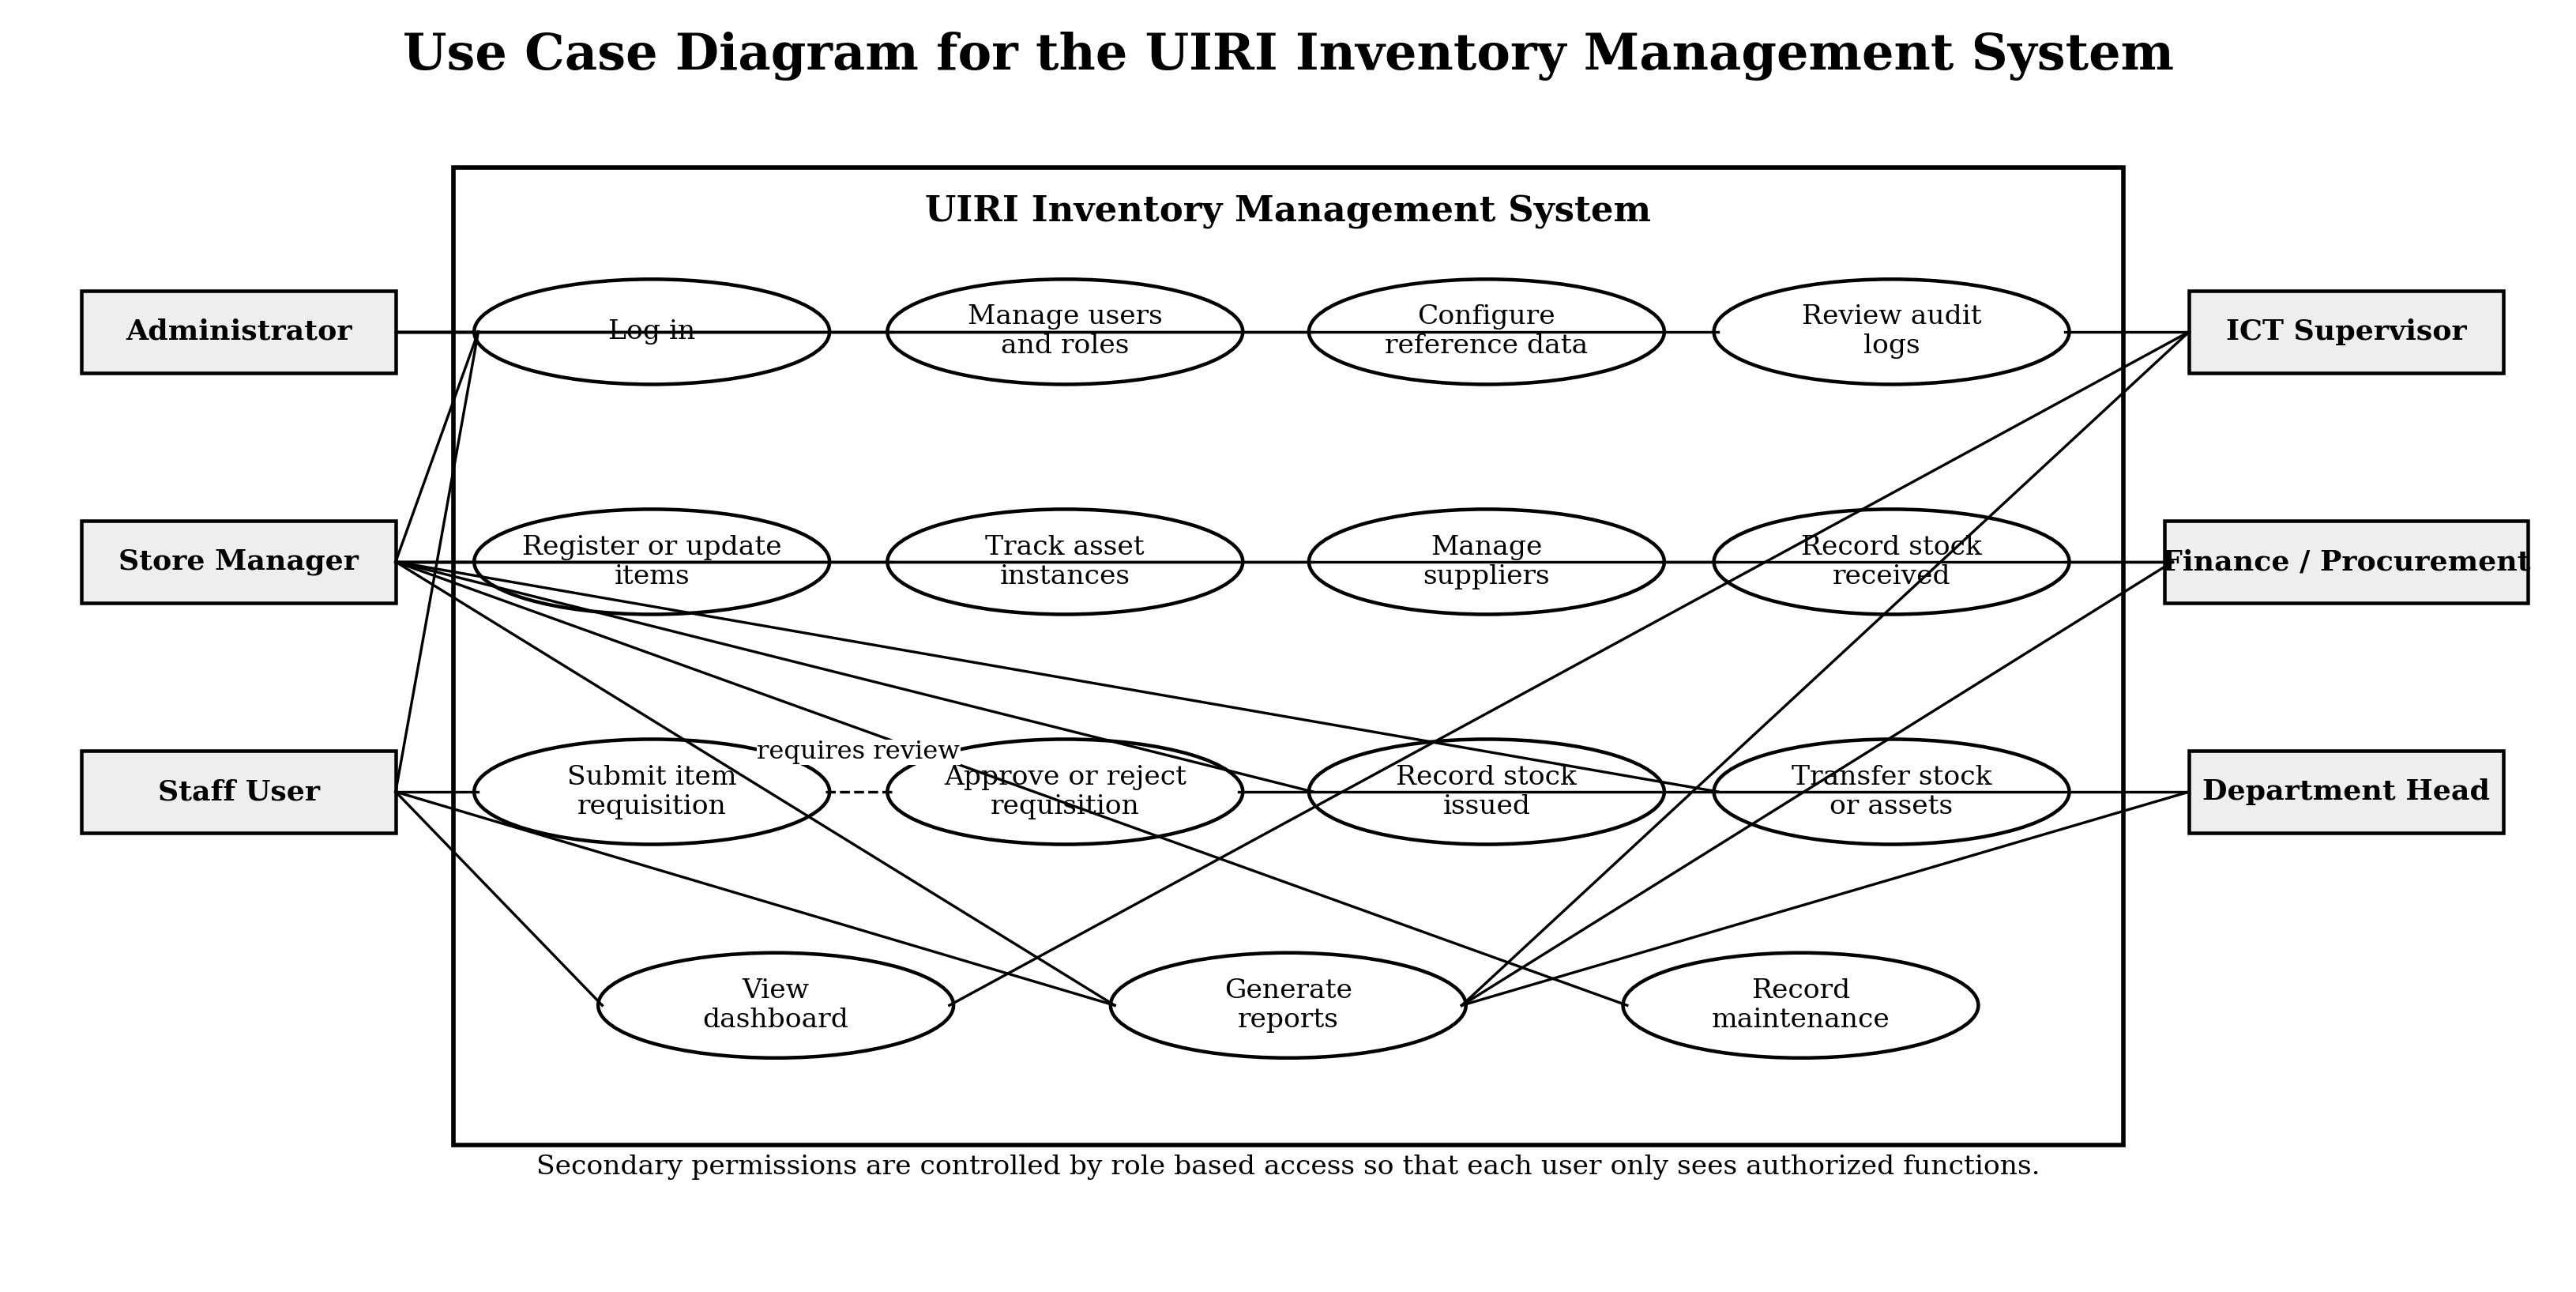 Use Case Diagram for the UIRI Inventory Management System
UIRI Inventory Management System
Administrator
Log in
Manage users
and roles
Configure
reference data
Review audit
logs
ICT Supervisor
Store Manager
Register or update
items
Track asset
instances
Manage
suppliers
Record stock
received
Finance / Procurement
Staff User
Submit item
requisition
requires review
Approve or reject
requisition
Record stock
issued
Transfer stock
or assets
Department Head
View
dashboard
Generate
reports
Record
maintenance
Secondary permissions are controlled by role based access so that each user only sees authorized functions.